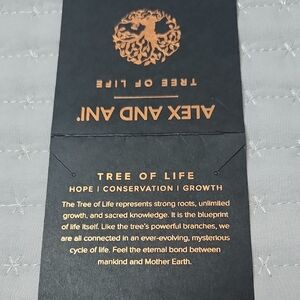 TREE OF LIFE
ALEX AND ANI®
TREE OF LIFE
HOPE | CONSERVATION | GROWTH
The Tree of Life represents strong roots, unlimited
growth, and sacred knowledge. It is the blueprint
of life itself. Like the tree's powerful branches, we
are all connected in an ever-evolving, mysterious
cycle of life. Feel the eternal bond between
mankind and Mother Earth.